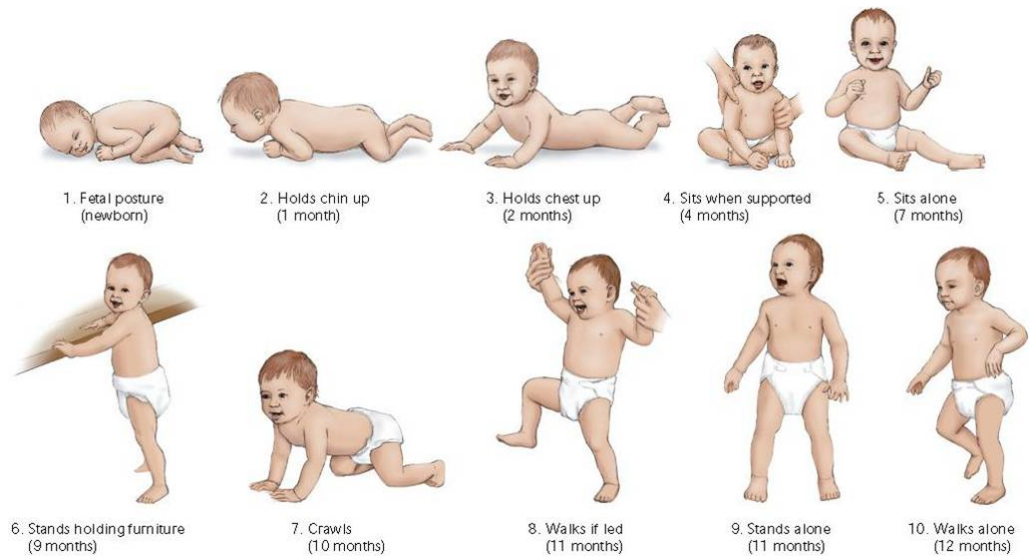 1. Fetal posture
(newborn)
2. Holds chin up
(1 month)
3. Holds chest up
(2 months)
4. Sits when supported
(4 months)
5. Sits alone
(7 months)
6. Stands holding furniture
(9 months)
7. Crawls
(10 months)
8. Walks if led
(11 months)
9. Stands alone
(11 months)
10. Walks alone
(12 months)